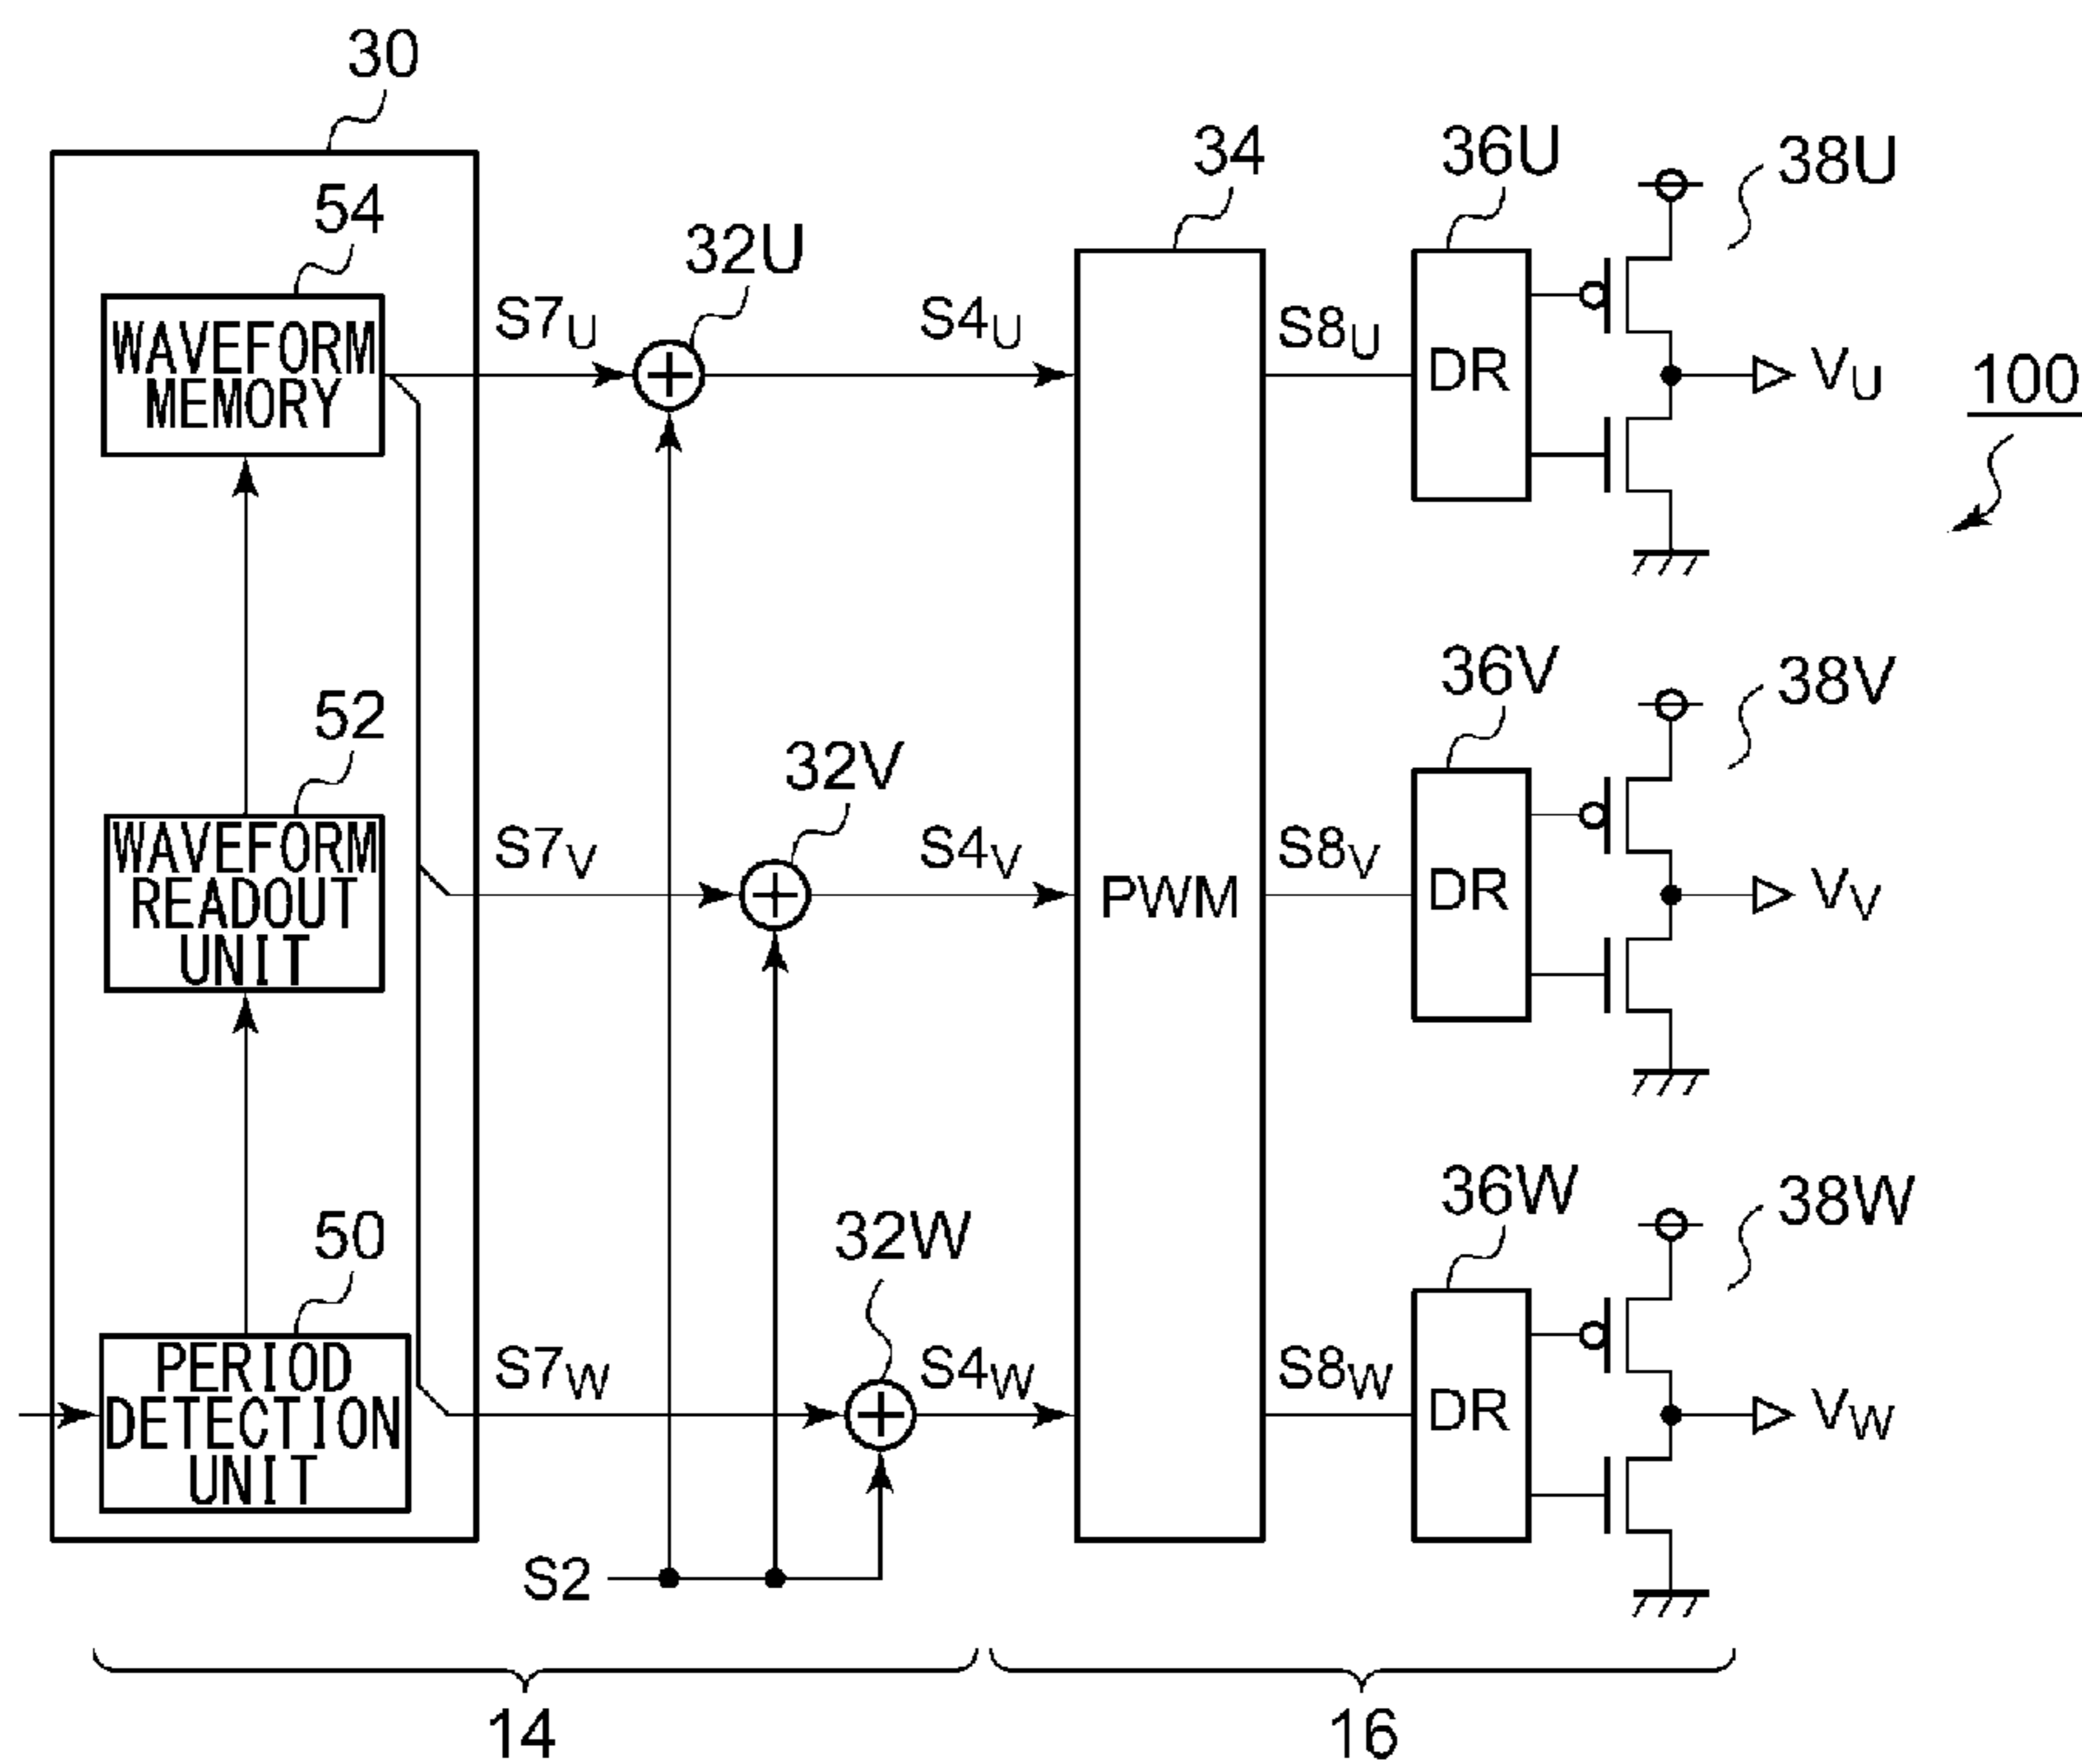 30
54
WAVEFORM
MEMORY
52
WAVEFORM
READOUT
UNIT
50
PERIOD
DETECTION
UNIT
S7U
32U
S4U
S7V
32V
S4V
S7W
32W
S4W
S2
34
PWM
S8U
36U
DR
38U
VU
100
S8V
36V
DR
38V
VV
S8W
36W
DR
38W
VW
14
16